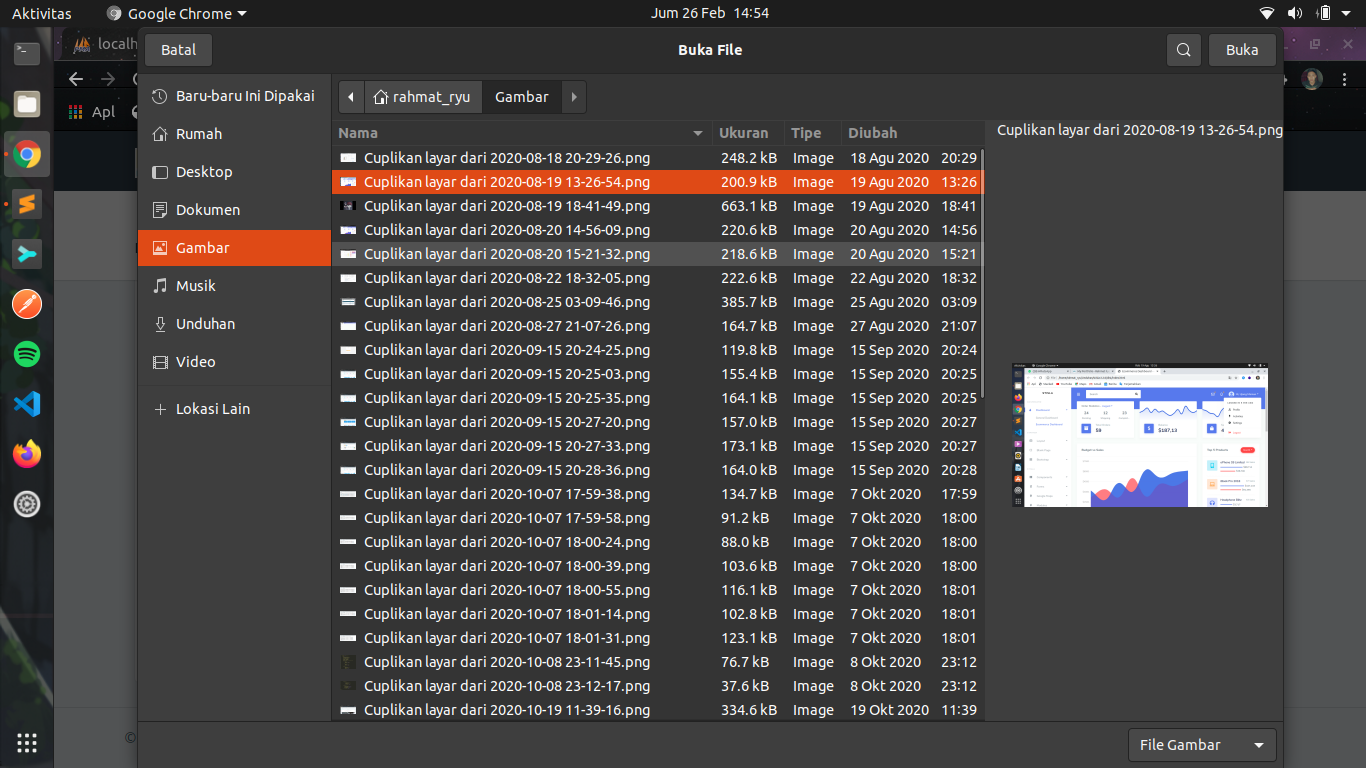 Aktivitas Google Chrome Jum 26 Feb 14:54
localh
Batal Buka File Buka
Apl
Baru-baru Ini Dipakai
Rumah
Desktop
Dokumen
Gambar
Musik
Unduhan
Video
Lokasi Lain
rahmat_ryu Gambar
Nama Ukuran Tipe Diubah
Cuplikan layar dari 2020-08-18 20-29-26.png 248.2 kB Image 18 Agu 2020 20:29
Cuplikan layar dari 2020-08-19 13-26-54.png 200.9 kB Image 19 Agu 2020 13:26
Cuplikan layar dari 2020-08-19 18-41-49.png 663.1 kB Image 19 Agu 2020 18:41
Cuplikan layar dari 2020-08-20 14-56-09.png 220.6 kB Image 20 Agu 2020 14:56
Cuplikan layar dari 2020-08-20 15-21-32.png 218.6 kB Image 20 Agu 2020 15:21
Cuplikan layar dari 2020-08-22 18-32-05.png 222.6 kB Image 22 Agu 2020 18:32
Cuplikan layar dari 2020-08-25 03-09-46.png 385.7 kB Image 25 Agu 2020 03:09
Cuplikan layar dari 2020-08-27 21-07-26.png 164.7 kB Image 27 Agu 2020 21:07
Cuplikan layar dari 2020-09-15 20-24-25.png 119.8 kB Image 15 Sep 2020 20:24
Cuplikan layar dari 2020-09-15 20-25-03.png 155.4 kB Image 15 Sep 2020 20:25
Cuplikan layar dari 2020-09-15 20-25-35.png 164.1 kB Image 15 Sep 2020 20:25
Cuplikan layar dari 2020-09-15 20-27-20.png 157.0 kB Image 15 Sep 2020 20:27
Cuplikan layar dari 2020-09-15 20-27-33.png 173.1 kB Image 15 Sep 2020 20:27
Cuplikan layar dari 2020-09-15 20-28-36.png 164.0 kB Image 15 Sep 2020 20:28
Cuplikan layar dari 2020-10-07 17-59-38.png 134.7 kB Image 7 Okt 2020 17:59
Cuplikan layar dari 2020-10-07 17-59-58.png 91.2 kB Image 7 Okt 2020 18:00
Cuplikan layar dari 2020-10-07 18-00-24.png 88.0 kB Image 7 Okt 2020 18:00
Cuplikan layar dari 2020-10-07 18-00-39.png 103.6 kB Image 7 Okt 2020 18:00
Cuplikan layar dari 2020-10-07 18-00-55.png 116.1 kB Image 7 Okt 2020 18:01
Cuplikan layar dari 2020-10-07 18-01-14.png 102.8 kB Image 7 Okt 2020 18:01
Cuplikan layar dari 2020-10-07 18-01-31.png 123.1 kB Image 7 Okt 2020 18:01
Cuplikan layar dari 2020-10-08 23-11-45.png 76.7 kB Image 8 Okt 2020 23:12
Cuplikan layar dari 2020-10-08 23-12-17.png 37.6 kB Image 8 Okt 2020 23:12
Cuplikan layar dari 2020-10-19 11-39-16.png 334.6 kB Image 19 Okt 2020 11:39
Cuplikan layar dari 2020-08-19 13-26-54.png
$187,13
©
File Gambar